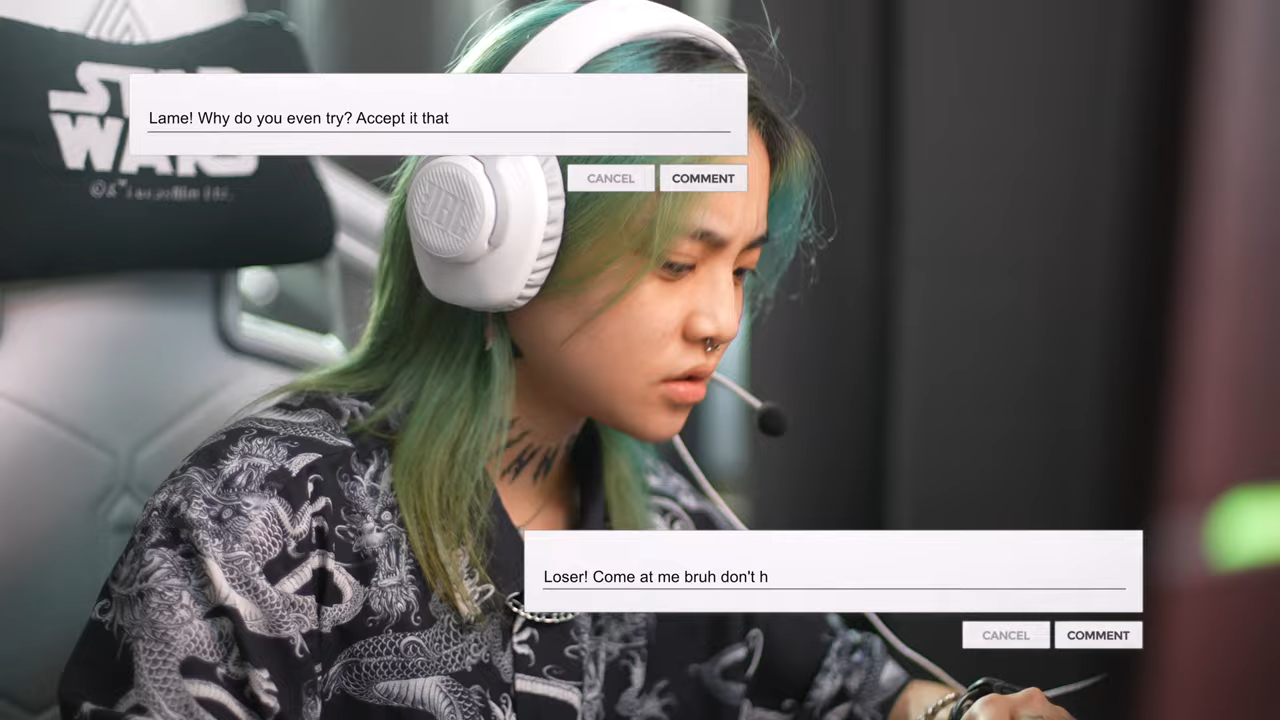 STAR
WARS
Lame! Why do you even try? Accept it that
CANCEL COMMENT
JBL
Loser! Come at me bruh don't h
CANCEL COMMENT